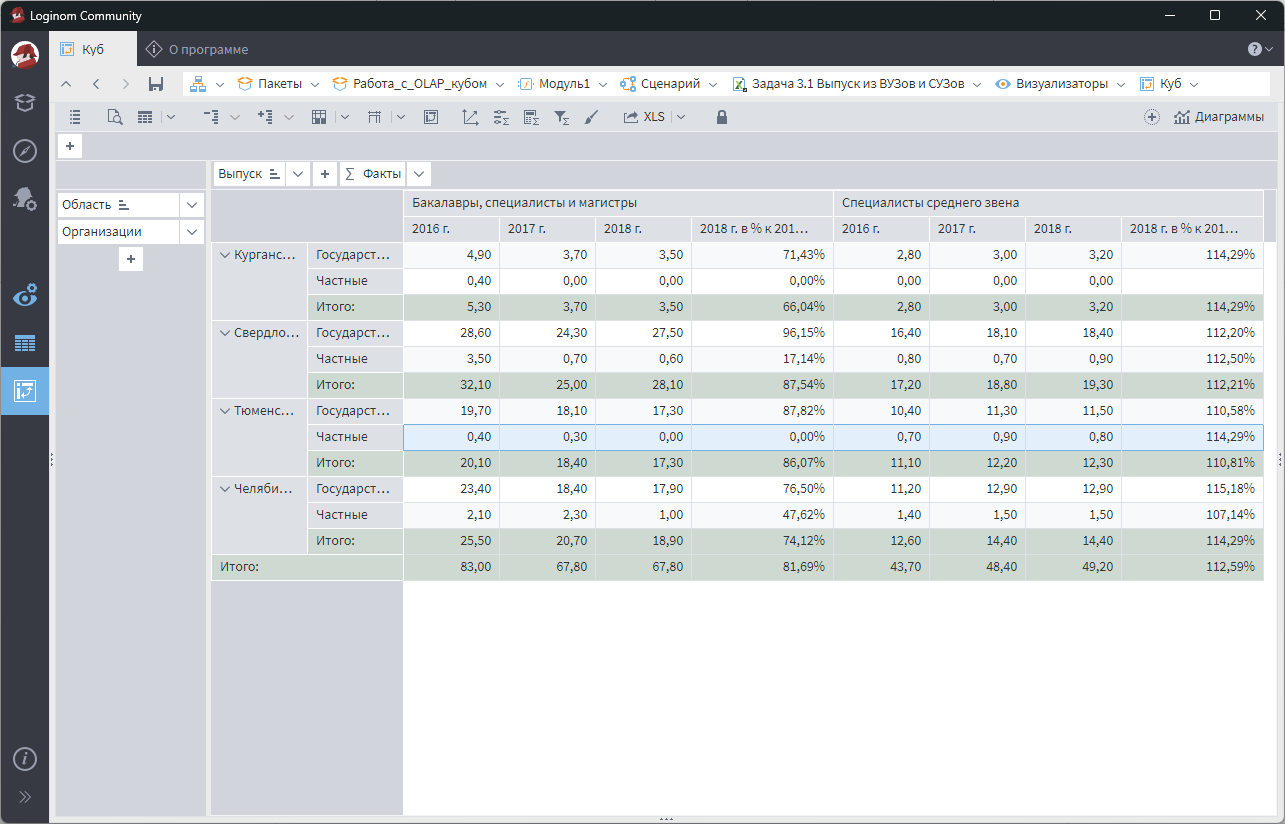 Loginom Community
Куб О программе
Пакеты Работа_с_OLAP_кубом Модуль1 Сценарий Задача 3.1 Выпуск из ВУЗов и СУЗов Визуализаторы Куб
XLS Диаграммы
+
Выпуск + Σ Факты
Область
Организации
+
Бакалавры, специалисты и магистры Специалисты среднего звена
2016 г. 2017 г. 2018 г. 2018 г. в % к 201... 2016 г. 2017 г. 2018 г. 2018 г. в % к 201...
Курганс... Государст... 4,90 3,70 3,50 71,43% 2,80 3,00 3,20 114,29%
Частные 0,40 0,00 0,00 0,00% 0,00 0,00 0,00
Итого: 5,30 3,70 3,50 66,04% 2,80 3,00 3,20 114,29%
Свердло... Государст... 28,60 24,30 27,50 96,15% 16,40 18,10 18,40 112,20%
Частные 3,50 0,70 0,60 17,14% 0,80 0,70 0,90 112,50%
Итого: 32,10 25,00 28,10 87,54% 17,20 18,80 19,30 112,21%
Тюменс... Государст... 19,70 18,10 17,30 87,82% 10,40 11,30 11,50 110,58%
Частные 0,40 0,30 0,00 0,00% 0,70 0,90 0,80 114,29%
Итого: 20,10 18,40 17,30 86,07% 11,10 12,20 12,30 110,81%
Челяби... Государст... 23,40 18,40 17,90 76,50% 11,20 12,90 12,90 115,18%
Частные 2,10 2,30 1,00 47,62% 1,40 1,50 1,50 107,14%
Итого: 25,50 20,70 18,90 74,12% 12,60 14,40 14,40 114,29%
Итого: 83,00 67,80 67,80 81,69% 43,70 48,40 49,20 112,59%